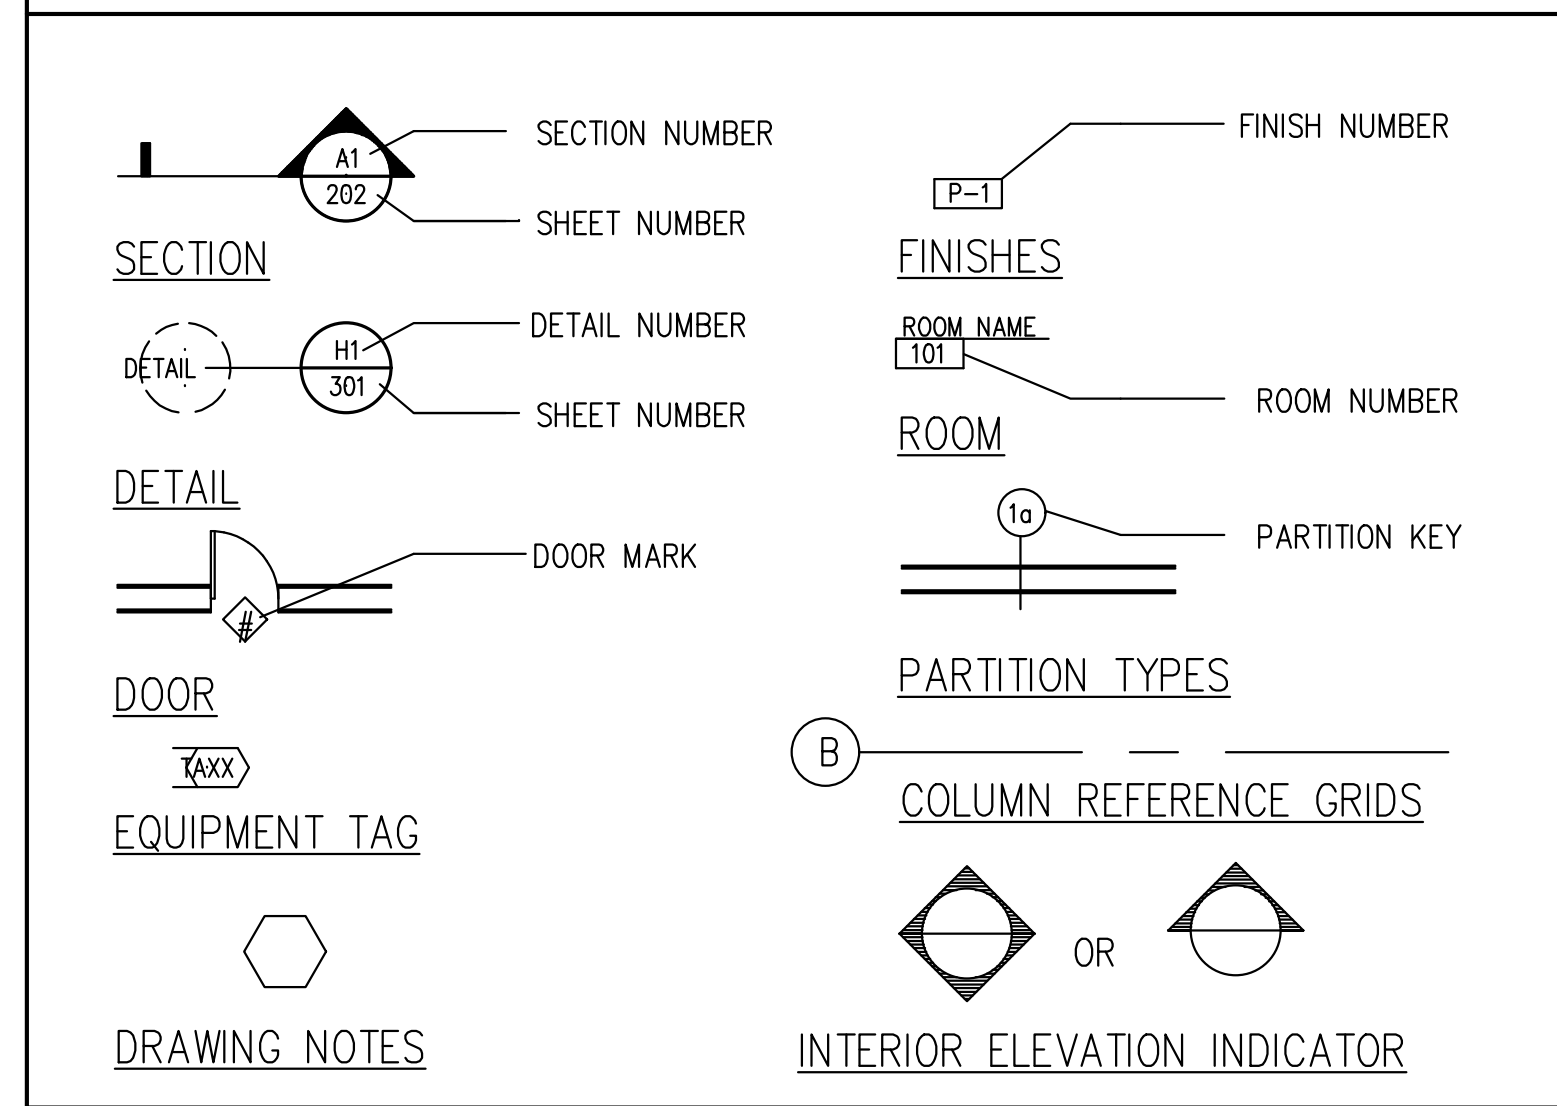 A1
202
SECTION NUMBER
SHEET NUMBER
SECTION
DETAIL
H1
301
DETAIL NUMBER
SHEET NUMBER
DETAIL
#
DOOR MARK
DOOR
TA-XX
EQUIPMENT TAG
DRAWING NOTES
P-1
FINISH NUMBER
FINISHES
ROOM NAME
101
ROOM NUMBER
ROOM
1a
PARTITION KEY
PARTITION TYPES
B
COLUMN REFERENCE GRIDS
OR
INTERIOR ELEVATION INDICATOR